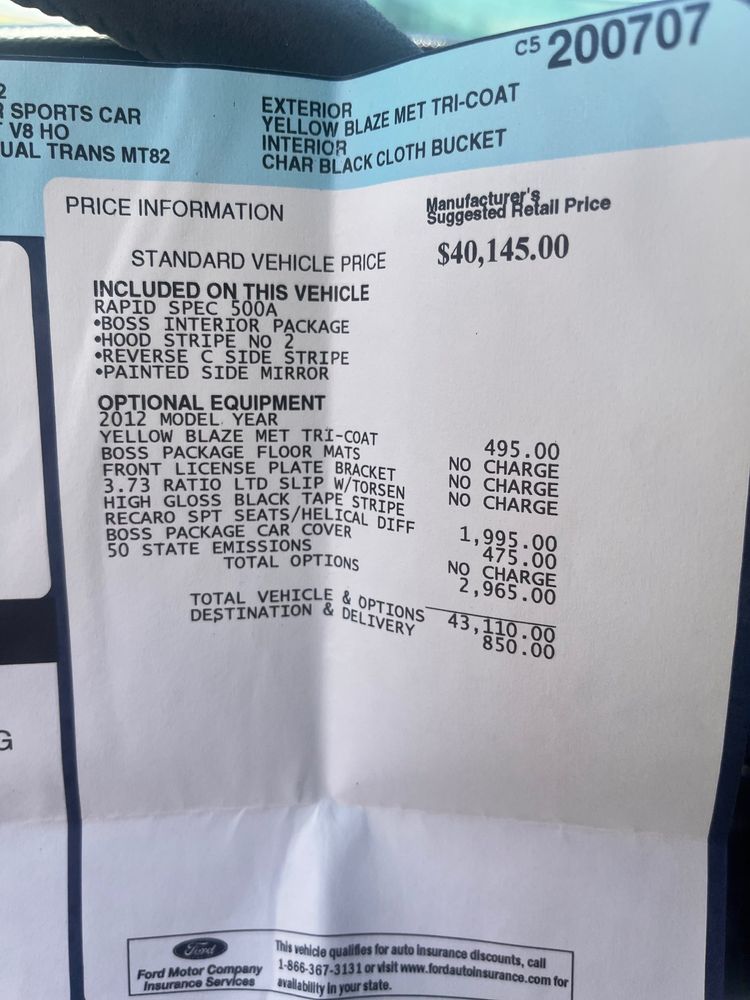 C5 200707
2
SPORTS CAR
V8 HO
UAL TRANS MT82
EXTERIOR
YELLOW BLAZE MET TRI-COAT
INTERIOR
CHAR BLACK CLOTH BUCKET
PRICE INFORMATION
Manufacturer's
Suggested Retail Price
STANDARD VEHICLE PRICE $40,145.00
INCLUDED ON THIS VEHICLE
RAPID SPEC 500A
•BOSS INTERIOR PACKAGE
•HOOD STRIPE NO 2
•REVERSE C SIDE STRIPE
•PAINTED SIDE MIRROR
OPTIONAL EQUIPMENT
2012 MODEL YEAR
YELLOW BLAZE MET TRI-COAT 495.00
BOSS PACKAGE FLOOR MATS NO CHARGE
FRONT LICENSE PLATE BRACKET NO CHARGE
3.73 RATIO LTD SLIP W/TORSEN NO CHARGE
HIGH GLOSS BLACK TAPE STRIPE
RECARO SPT SEATS/HELICAL DIFF 1,995.00
BOSS PACKAGE CAR COVER 475.00
50 STATE EMISSIONS NO CHARGE
TOTAL OPTIONS 2,965.00
TOTAL VEHICLE & OPTIONS 43,110.00
DESTINATION & DELIVERY 850.00
G
Ford
Ford Motor Company
Insurance Services
This vehicle qualifies for auto insurance discounts, call
1-866-367-3131 or visit www.fordautoinsurance.com for
availability in your state.